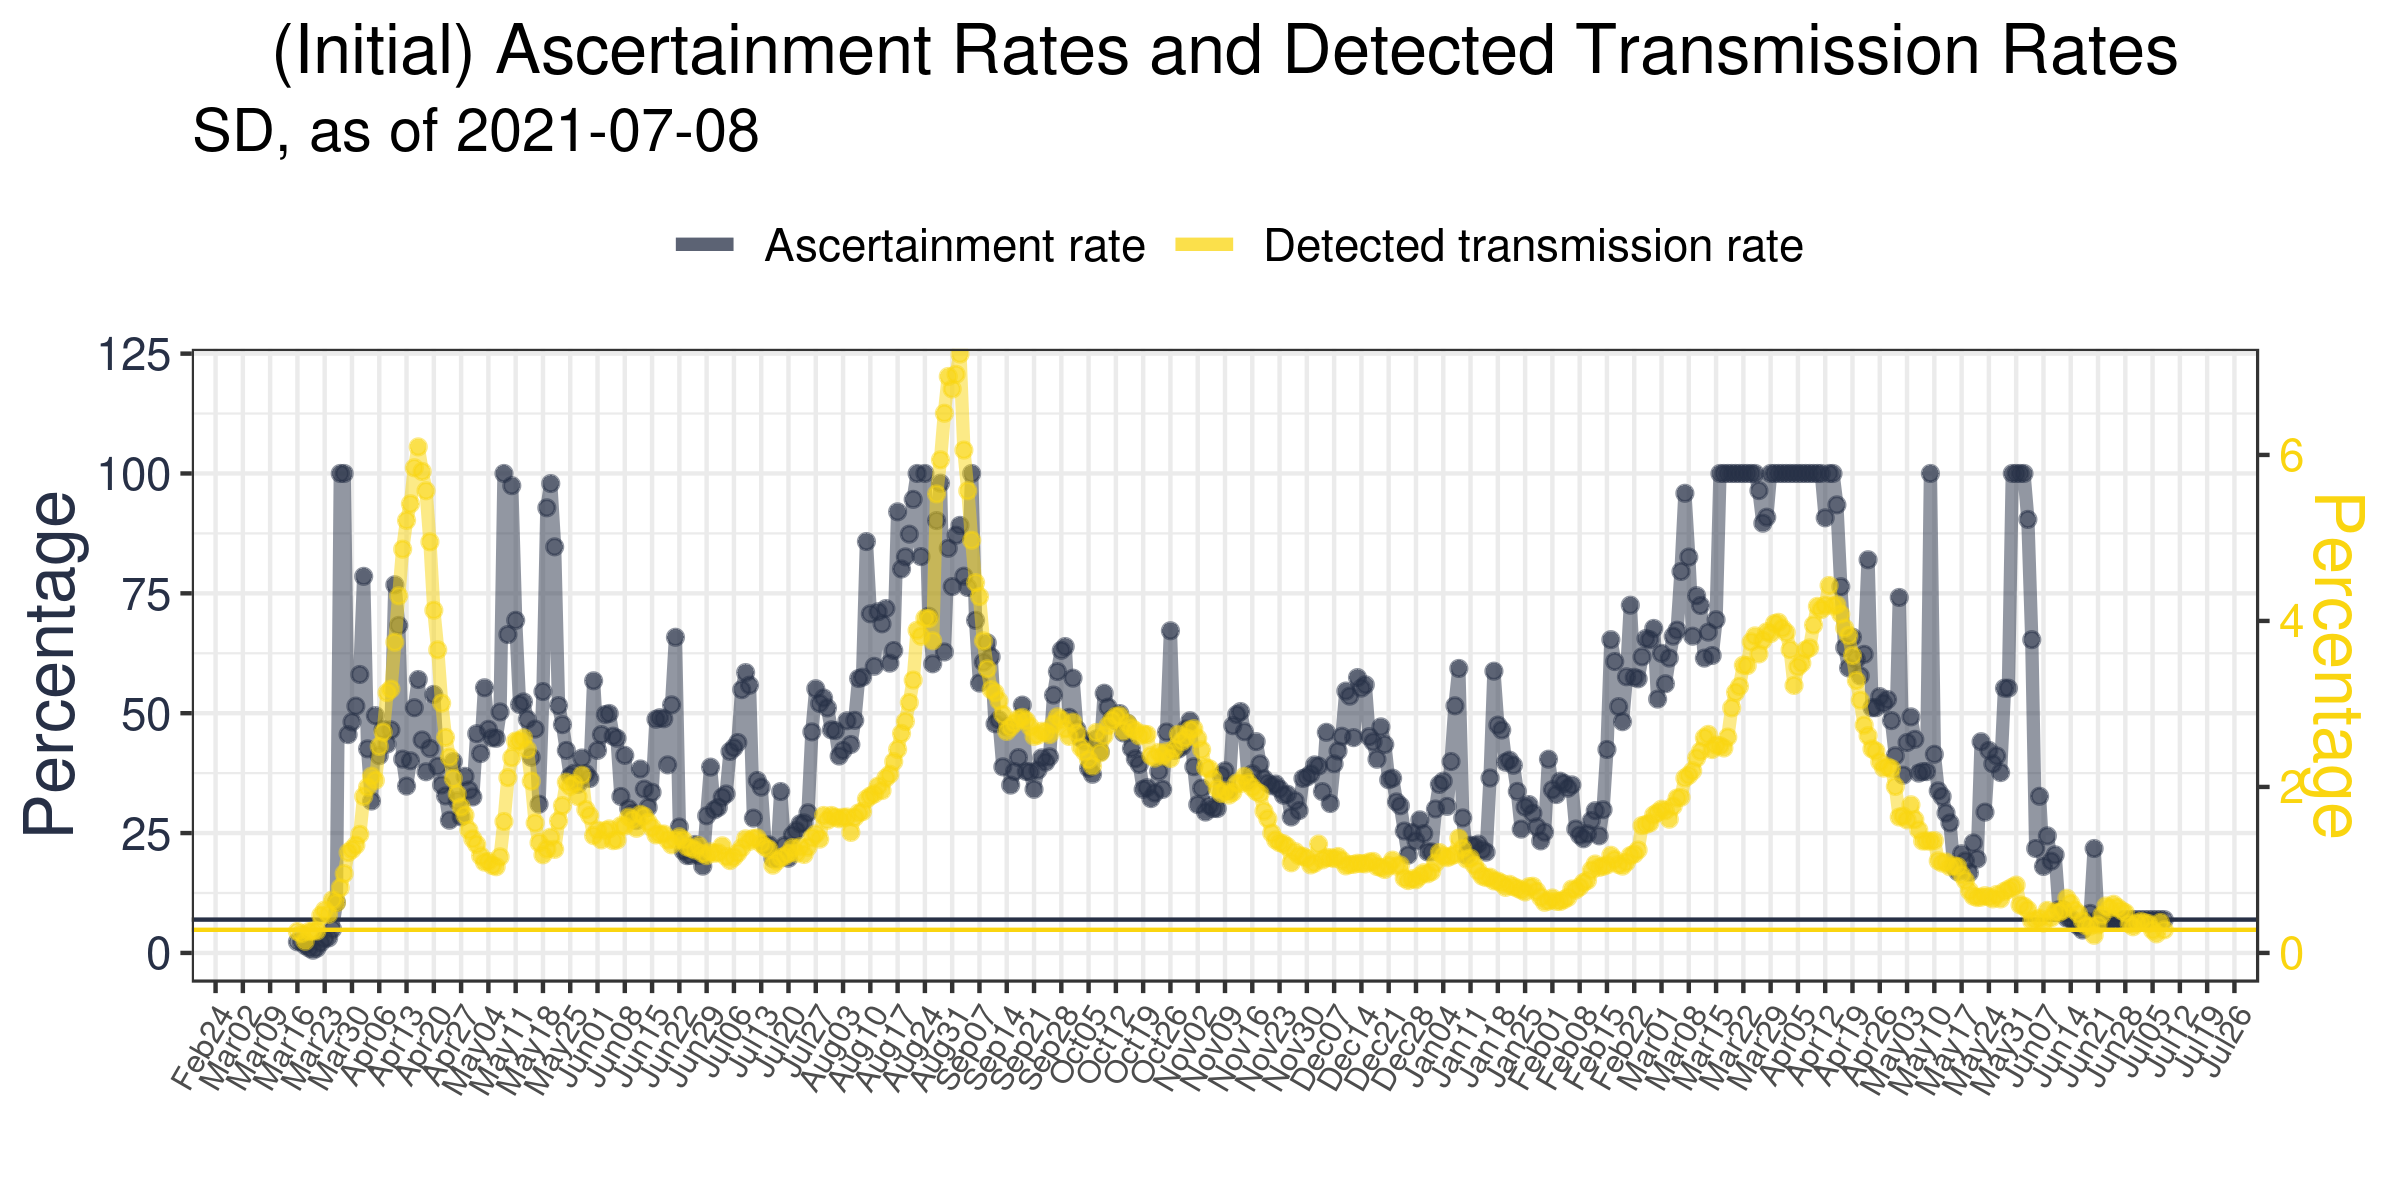 (Initial) Ascertainment Rates and Detected Transmission Rates
SD, as of 2021-07-08
Ascertainment rate
Detected transmission rate
125
100
75
50
25
0
Percentage
6
4
2
0
Percentage
Feb24
Mar02
Mar09
Mar16
Mar23
Mar30
Apr06
Apr13
Apr20
Apr27
May04
May11
May18
May25
Jun01
Jun08
Jun15
Jun22
Jun29
Jul06
Jul13
Jul20
Jul27
Aug03
Aug10
Aug17
Aug24
Aug31
Sep07
Sep14
Sep21
Sep28
Oct05
Oct12
Oct19
Oct26
Nov02
Nov09
Nov16
Nov23
Nov30
Dec07
Dec14
Dec21
Dec28
Jan04
Jan11
Jan18
Jan25
Feb01
Feb08
Feb15
Feb22
Mar01
Mar08
Mar15
Mar22
Mar29
Apr05
Apr12
Apr19
Apr26
May03
May10
May17
May24
May31
Jun07
Jun14
Jun21
Jun28
Jul05
Jul12
Jul19
Jul26